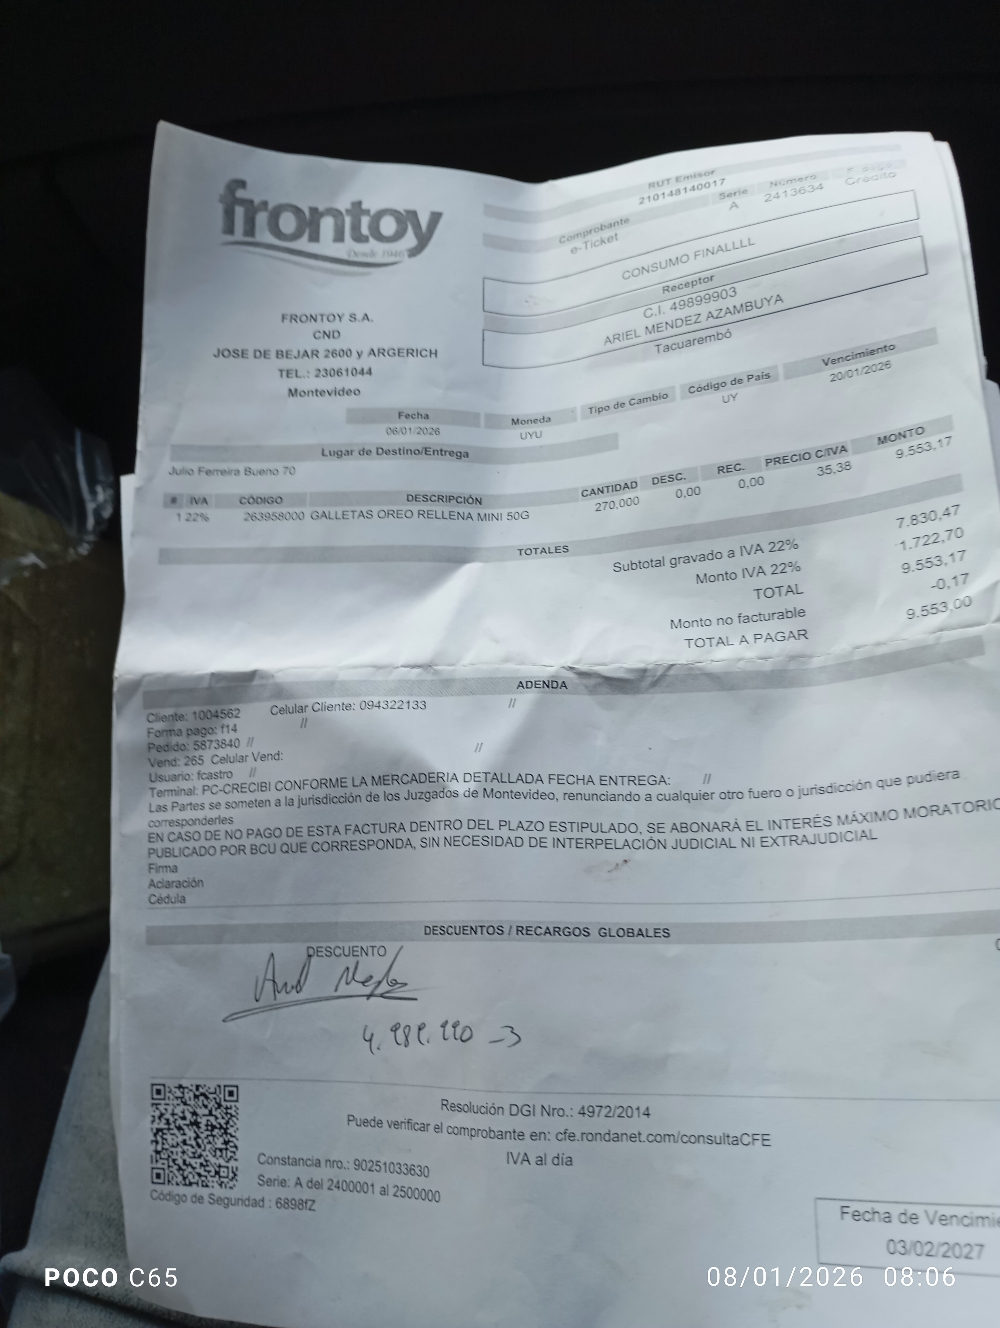 frontoy
Desde 1946
FRONTOY S.A.
CND
JOSE DE BEJAR 2600 y ARGERICH
TEL.: 23061044
Montevideo
RUT Emisor
210148140017
Comprobante Serie Número
e-Ticket A 2413634 Crédito
CONSUMO FINALLLL
Receptor
C.I. 49899903
ARIEL MENDEZ AZAMBUYA
Tacuarembó
Fecha Moneda Tipo de Cambio Código de País Vencimiento
06/01/2026 UYU UY 20/01/2026
Lugar de Destino/Entrega
Julio Ferreira Bueno 70
# IVA CÓDIGO DESCRIPCIÓN CANTIDAD DESC. REC. PRECIO C/IVA MONTO
1 22% 263958000 GALLETAS OREO RELLENA MINI 50G 270,000 0,00 0,00 35,38 9.553,17
TOTALES
Subtotal gravado a IVA 22% 7.830,47
Monto IVA 22% 1.722,70
TOTAL 9.553,17
Monto no facturable -0,17
TOTAL A PAGAR 9.553,00
ADENDA
Cliente: 1004562 Celular Cliente: 094322133 //
Forma pago: f14 //
Pedido: 5873840 //
Vend: 265 Celular Vend: //
Usuario: fcastro //
Terminal: PC-CRECIBI CONFORME LA MERCADERIA DETALLADA FECHA ENTREGA: //
Las Partes se someten a la jurisdicción de los Juzgados de Montevideo, renunciando a cualquier otro fuero o jurisdicción que pudiera
corresponderles
EN CASO DE NO PAGO DE ESTA FACTURA DENTRO DEL PLAZO ESTIPULADO, SE ABONARÁ EL INTERÉS MÁXIMO MORATORIO
PUBLICADO POR BCU QUE CORRESPONDA, SIN NECESIDAD DE INTERPELACIÓN JUDICIAL NI EXTRAJUDICIAL
Firma
Aclaración
Cédula
DESCUENTOS / RECARGOS GLOBALES
DESCUENTO
Resolución DGI Nro.: 4972/2014
Puede verificar el comprobante en: cfe.rondanet.com/consultaCFE
IVA al día
Constancia nro.: 90251033630
Serie: A del 2400001 al 2500000
Código de Seguridad : 6898fZ
Fecha de Vencimie
03/02/2027
POCO C65
08/01/2026 08:06